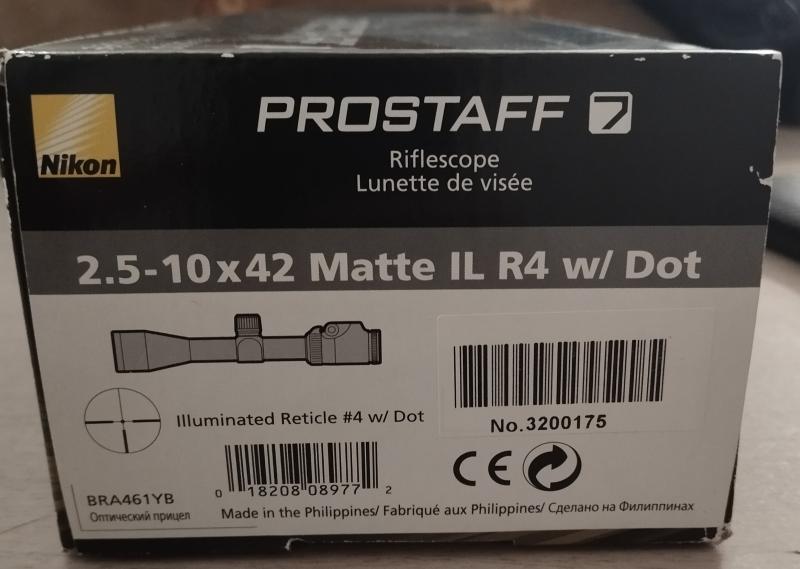 Nikon
PROSTAFF 7
Riflescope
Lunette de visée
2.5-10x42 Matte IL R4 w/ Dot
Illuminated Reticle #4 w/ Dot
No.3200175
BRA461YB
Оптический прицел
0 18208 08977 2
Made in the Philippines/ Fabriqué aux Philippines/ Сделано на Филиппинах